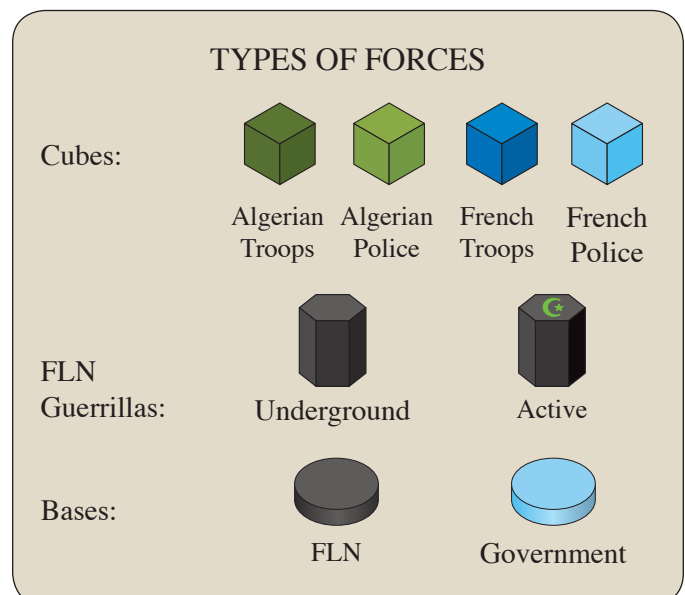 TYPES OF FORCES
Cubes:
Algerian Troops
Algerian Police
French Troops
French Police
FLN
Guerrillas:
Underground
Active
Bases:
FLN
Government